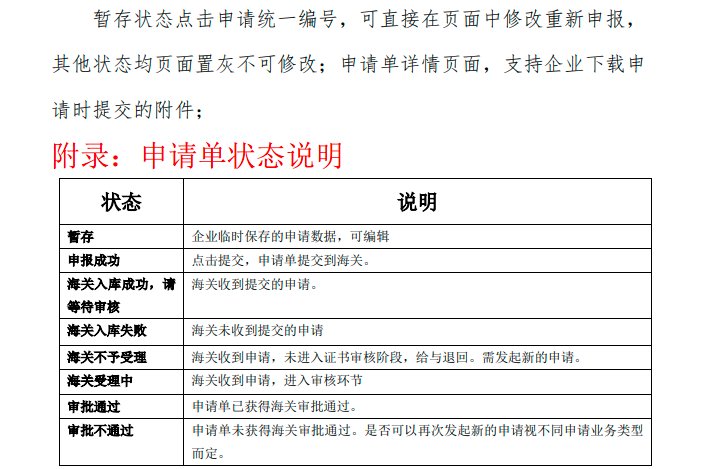 暂存状态点击申请统一编号，可直接在页面中修改重新申报，
其他状态均页面置灰不可修改；申请单详情页面，支持企业下载申
请时提交的附件；
附录：申请单状态说明
状态 说明
暂存 企业临时保存的申请数据，可编辑
申报成功 点击提交，申请单提交到海关。
海关入库成功，请 海关收到提交的申请。
等待审核
海关入库失败 海关未收到提交的申请
海关不予受理 海关收到申请，未进入证书审核阶段，给与退回。需发起新的申请。
海关受理中 海关收到申请，进入审核环节
审批通过 申请单已获得海关审批通过。
审批不通过 申请单未获得海关审批通过。是否可以再次发起新的申请视不同申请业务类型
而定。